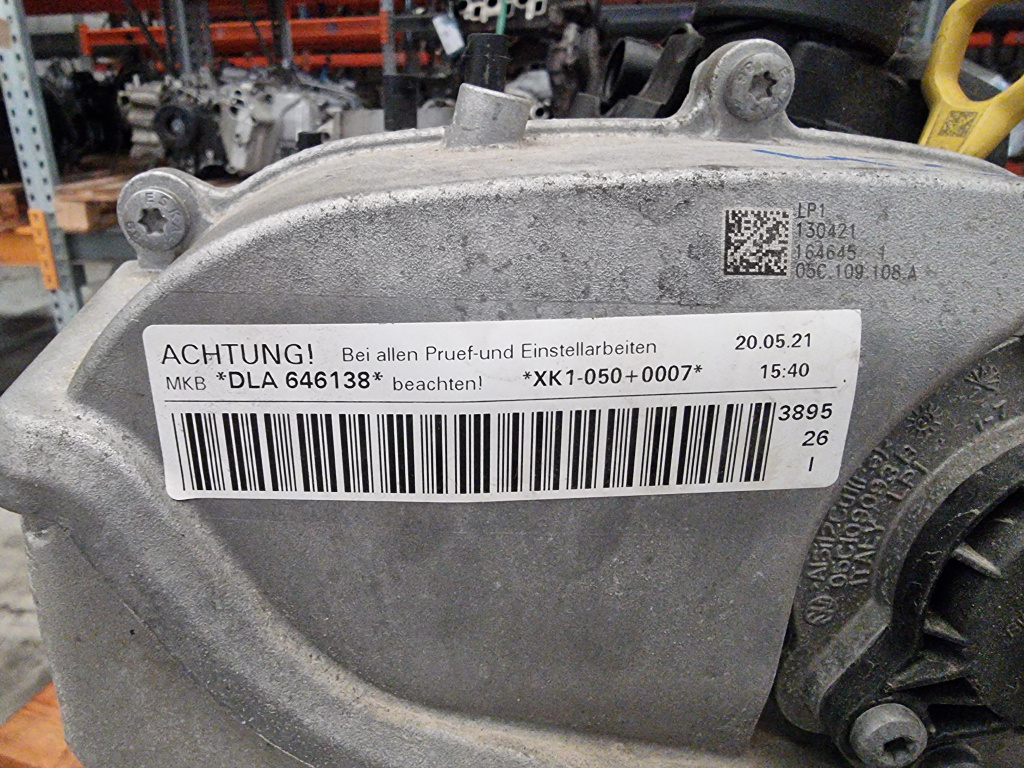 LP1
130421
164645 1
05C.109.108.A
ACHTUNG! Bei allen Pruef-und Einstellarbeiten 20.05.21
MKB *DLA 646138* beachten! *XK1-050+0007* 15:40
3895
26
I
ITALEY